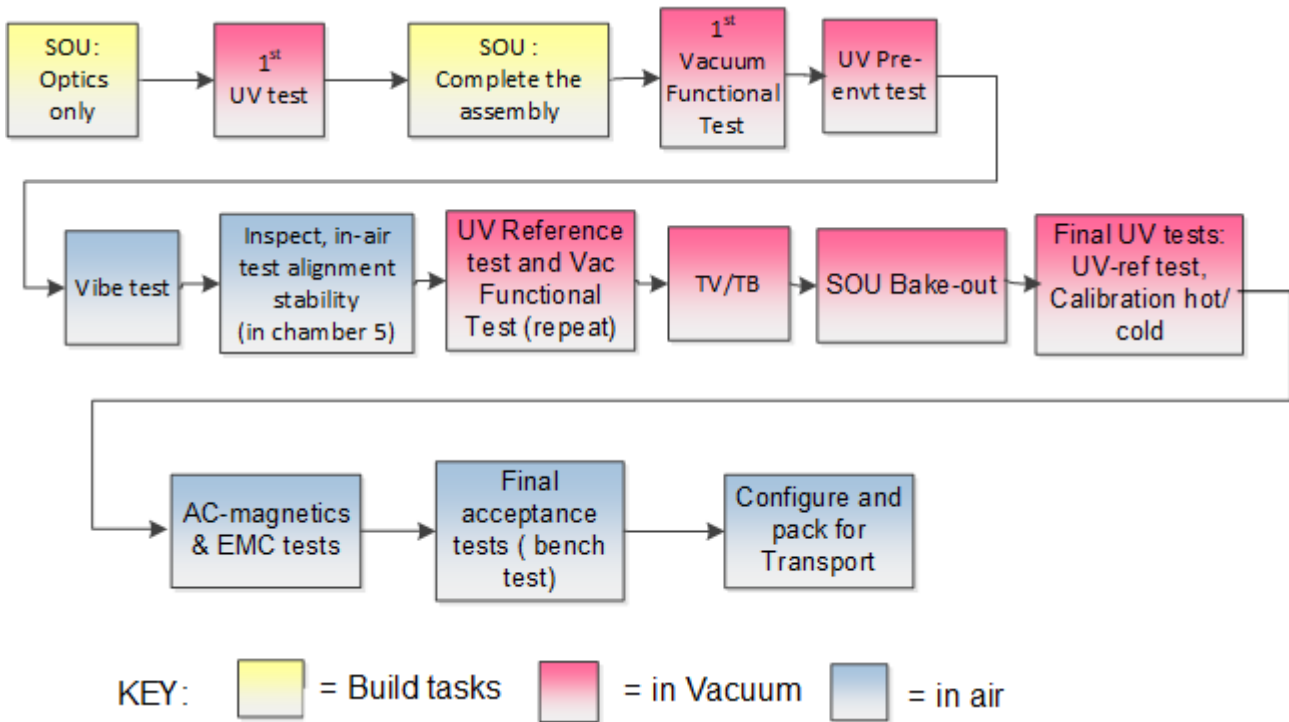 SOU:
Optics
only
1st
UV test
SOU :
Complete the
assembly
1st
Vacuum
Functional
Test
UV Pre-
envt test
Vibe test
Inspect, in-air
test alignment
stability
(in chamber 5)
UV Reference
test and Vac
Functional
Test (repeat)
TV/TB
SOU Bake-out
Final UV tests:
UV-ref test,
Calibration hot/
cold
AC-magnetics
& EMC tests
Final
acceptance
tests ( bench
test)
Configure and
pack for
Transport
KEY:
= Build tasks
= in Vacuum
= in air